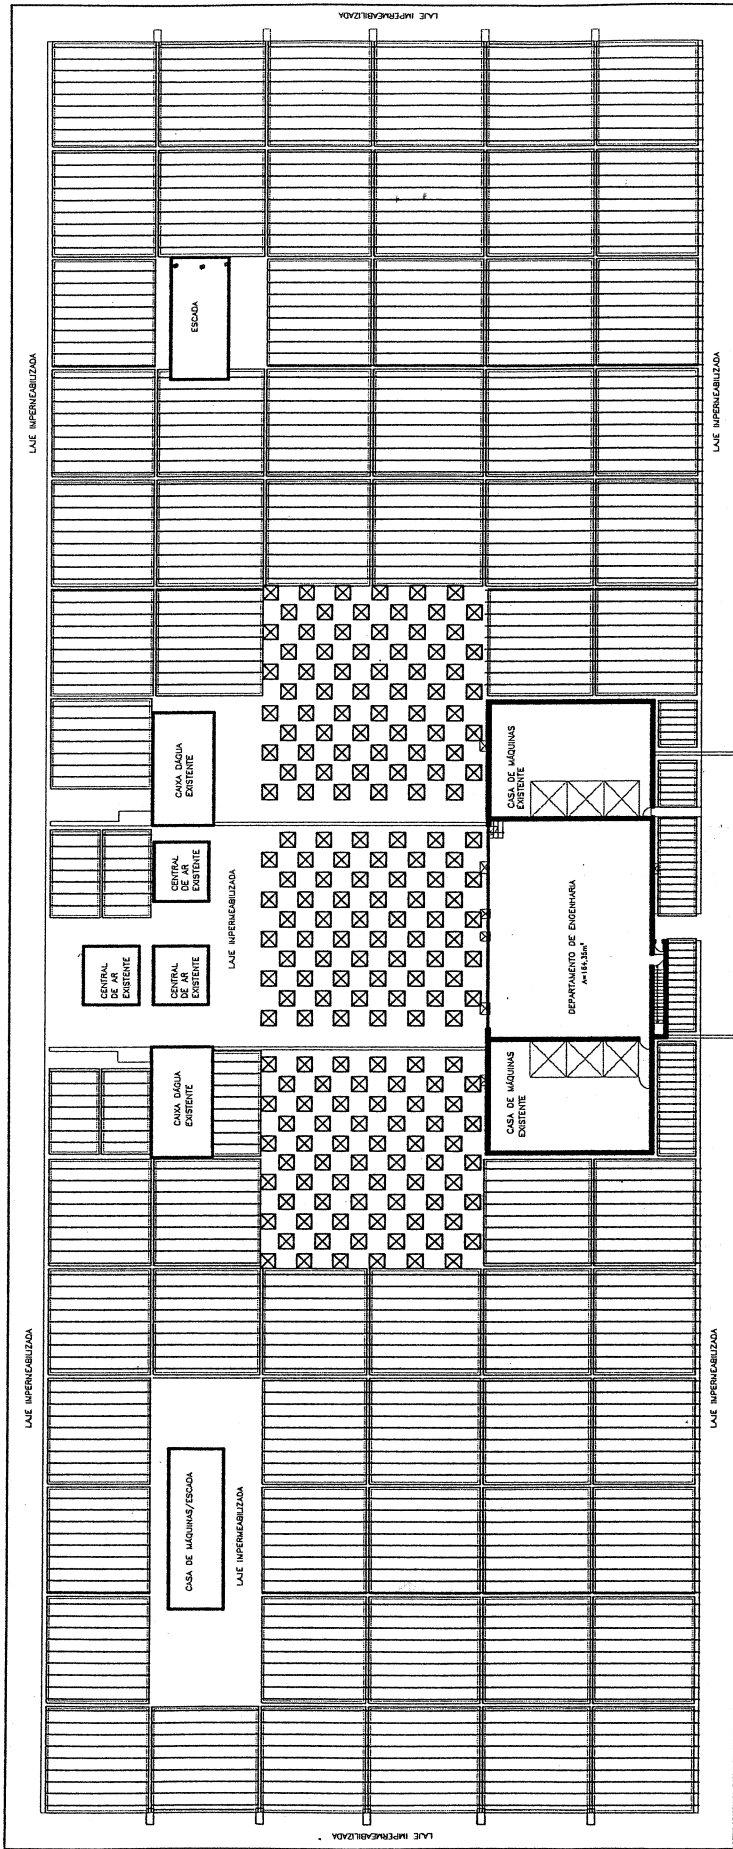 LAJE IMPERMEABILIZADA
ESCADA
LAJE IMPERMEABILIZADA
LAJE IMPERMEABILIZADA
CAIXA DÁGUA
EXISTENTE
CASA DE MÁQUINAS
EXISTENTE
CENTRAL
DE AR
EXISTENTE
LAJE IMPERMEABILIZADA
CENTRAL
DE AR
EXISTENTE
CENTRAL
DE AR
EXISTENTE
DEPARTAMENTO DE ENGENHARIA
A=164,35m²
CAIXA DÁGUA
EXISTENTE
CASA DE MÁQUINAS
EXISTENTE
LAJE IMPERMEABILIZADA
LAJE IMPERMEABILIZADA
CASA DE MÁQUINAS/ESCADA
LAJE IMPERMEABILIZADA
LAJE IMPERMEABILIZADA